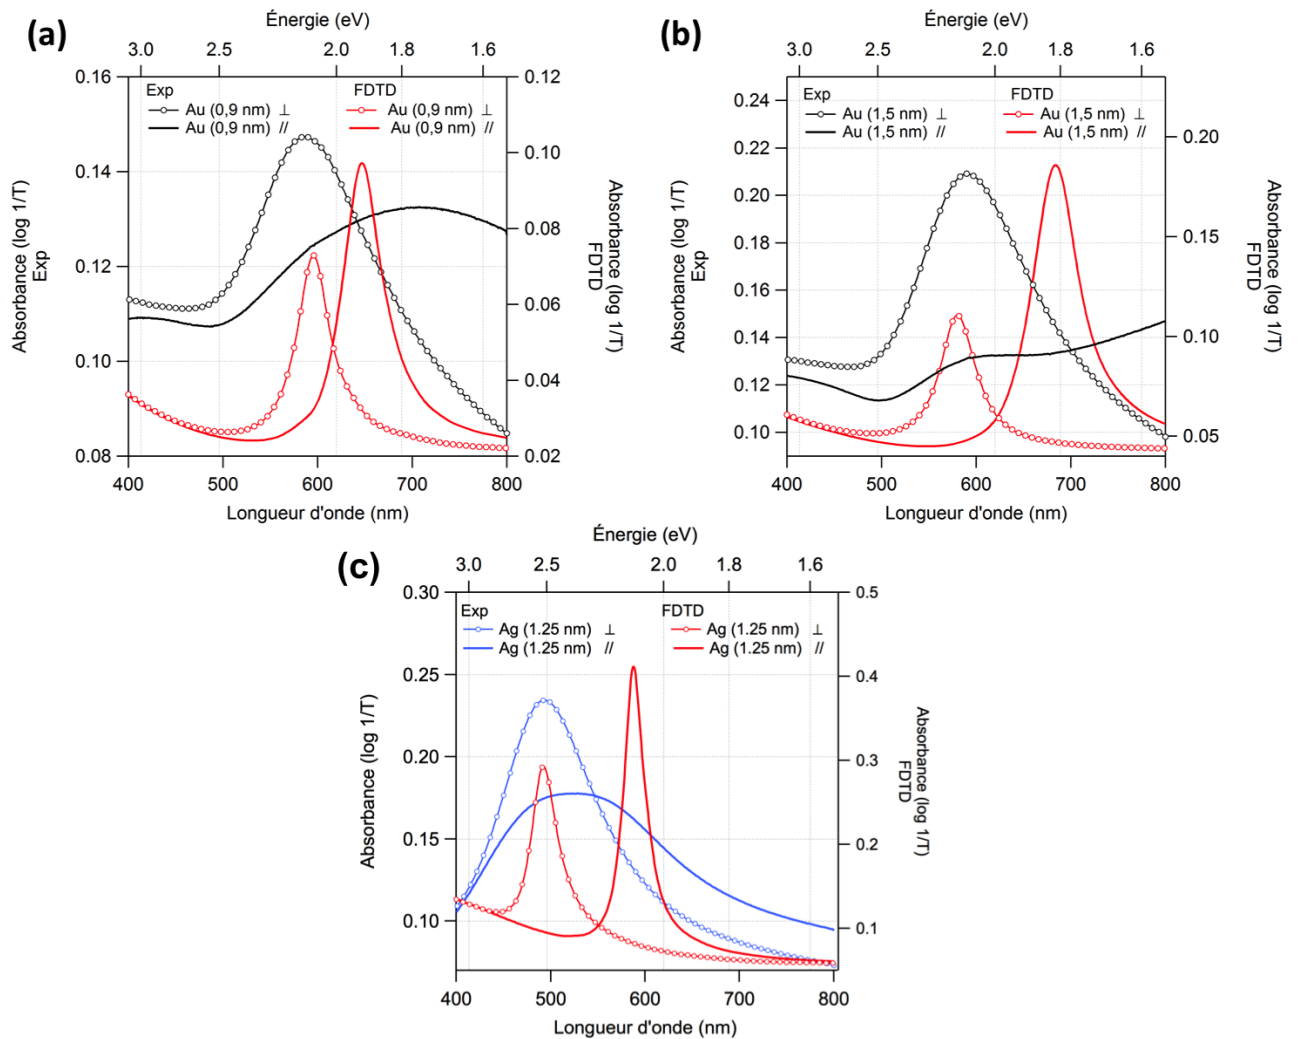 (a)
Énergie (eV)
3.0 2.5 2.0 1.8 1.6
0.16 0.12
Exp FDTD
Au (0,9 nm) ⊥ Au (0,9 nm) ⊥
Au (0,9 nm) // Au (0,9 nm) //
0.14 0.10
0.12 0.08
0.06
0.10 0.04
0.08 0.02
Absorbance (log 1/T)
Exp
Absorbance (log 1/T)
FDTD
400 500 600 700 800
Longueur d'onde (nm)
(b)
Énergie (eV)
3.0 2.5 2.0 1.8 1.6
Exp FDTD
Au (1,5 nm) ⊥ Au (1,5 nm) ⊥
Au (1,5 nm) // Au (1,5 nm) //
0.24
0.22 0.20
0.20
0.18 0.15
0.16
0.14 0.10
0.12
0.10 0.05
Absorbance (log 1/T)
Exp
Absorbance (log 1/T)
FDTD
400 500 600 700 800
Longueur d'onde (nm)
(c)
Énergie (eV)
3.0 2.5 2.0 1.8 1.6
0.30 0.5
Exp FDTD
Ag (1.25 nm) ⊥ Ag (1.25 nm) ⊥
Ag (1.25 nm) // Ag (1.25 nm) //
0.25 0.4
0.20 0.3
0.15 0.2
0.10 0.1
Absorbance (log 1/T)
Absorbance (log 1/T)
FDTD
400 500 600 700 800
Longueur d'onde (nm)